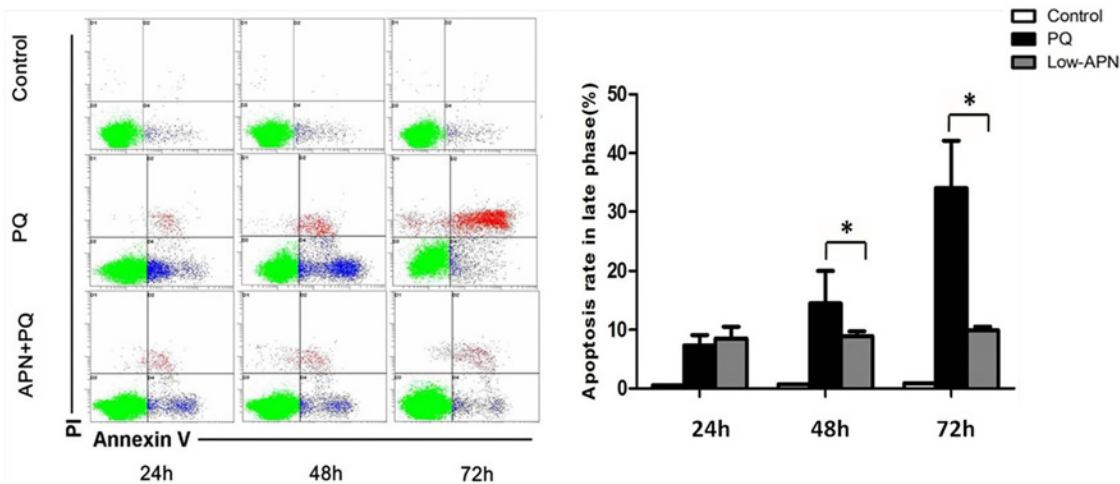 Control
PQ
APN+PQ
PI
Annexin V
24h
48h
72h
Control
PQ
Low-APN
Apoptosis rate in late phase(%)
50
40
30
20
10
0
*
*
24h
48h
72h